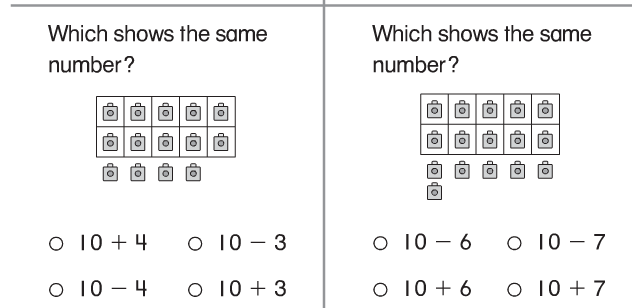 Which shows the same
number?
10 + 4
10 − 3
10 − 4
10 + 3
Which shows the same
number?
10 − 6
10 − 7
10 + 6
10 + 7